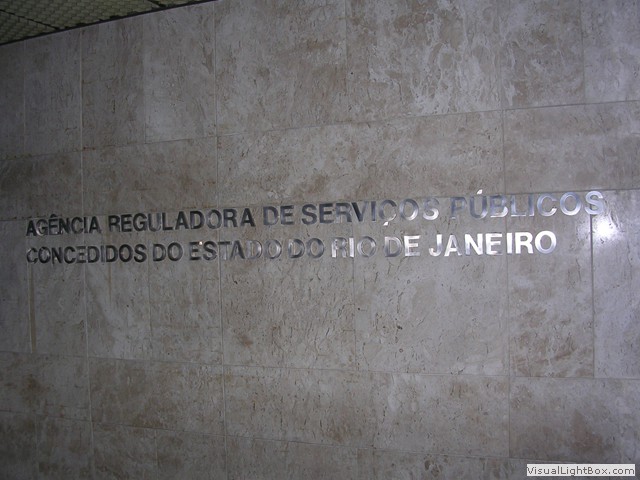 AGÊNCIA REGULADORA DE SERVIÇOS PÚBLICOS
CONCEDIDOS DO ESTADO DO RIO DE JANEIRO
VisualLightBox.com